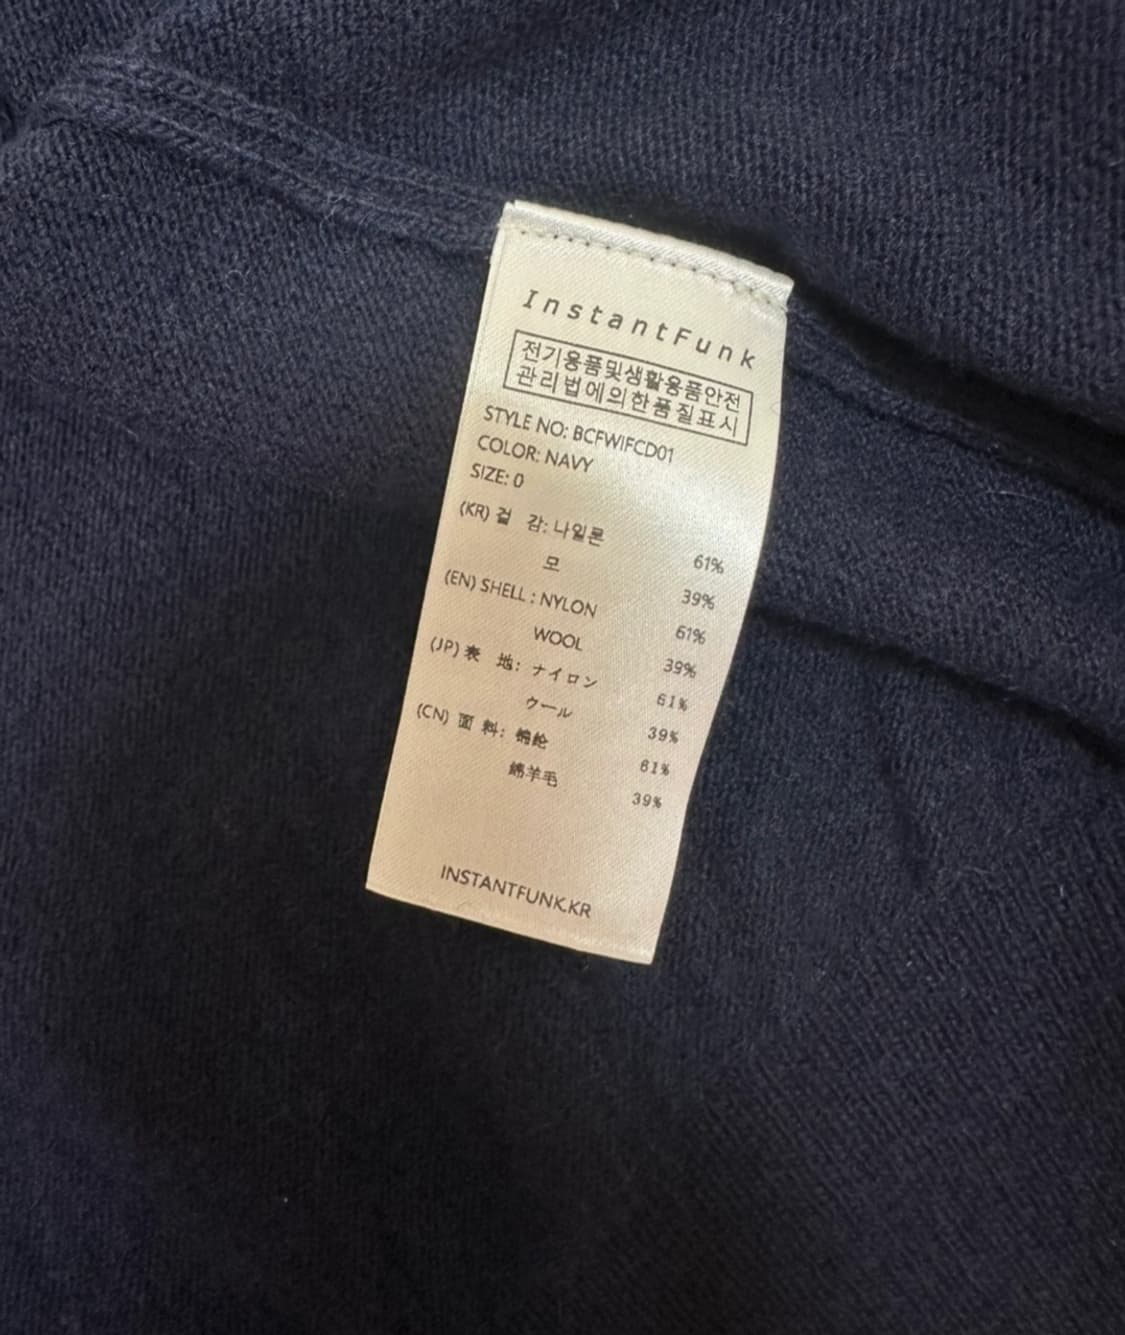 InstantFunk
전기용품및생활용품안전
관리법에의한품질표시
STYLE NO: BCFWIFCD01
COLOR: NAVY
SIZE: 0
(KR) 겉 감: 나일론 61%
모 39%
(EN) SHELL : NYLON 61%
WOOL 39%
(JP) 表 地: ナイロン 61%
ウール 39%
(CN) 面 料: 锦纶 61%
綿羊毛 39%
INSTANTFUNK.KR